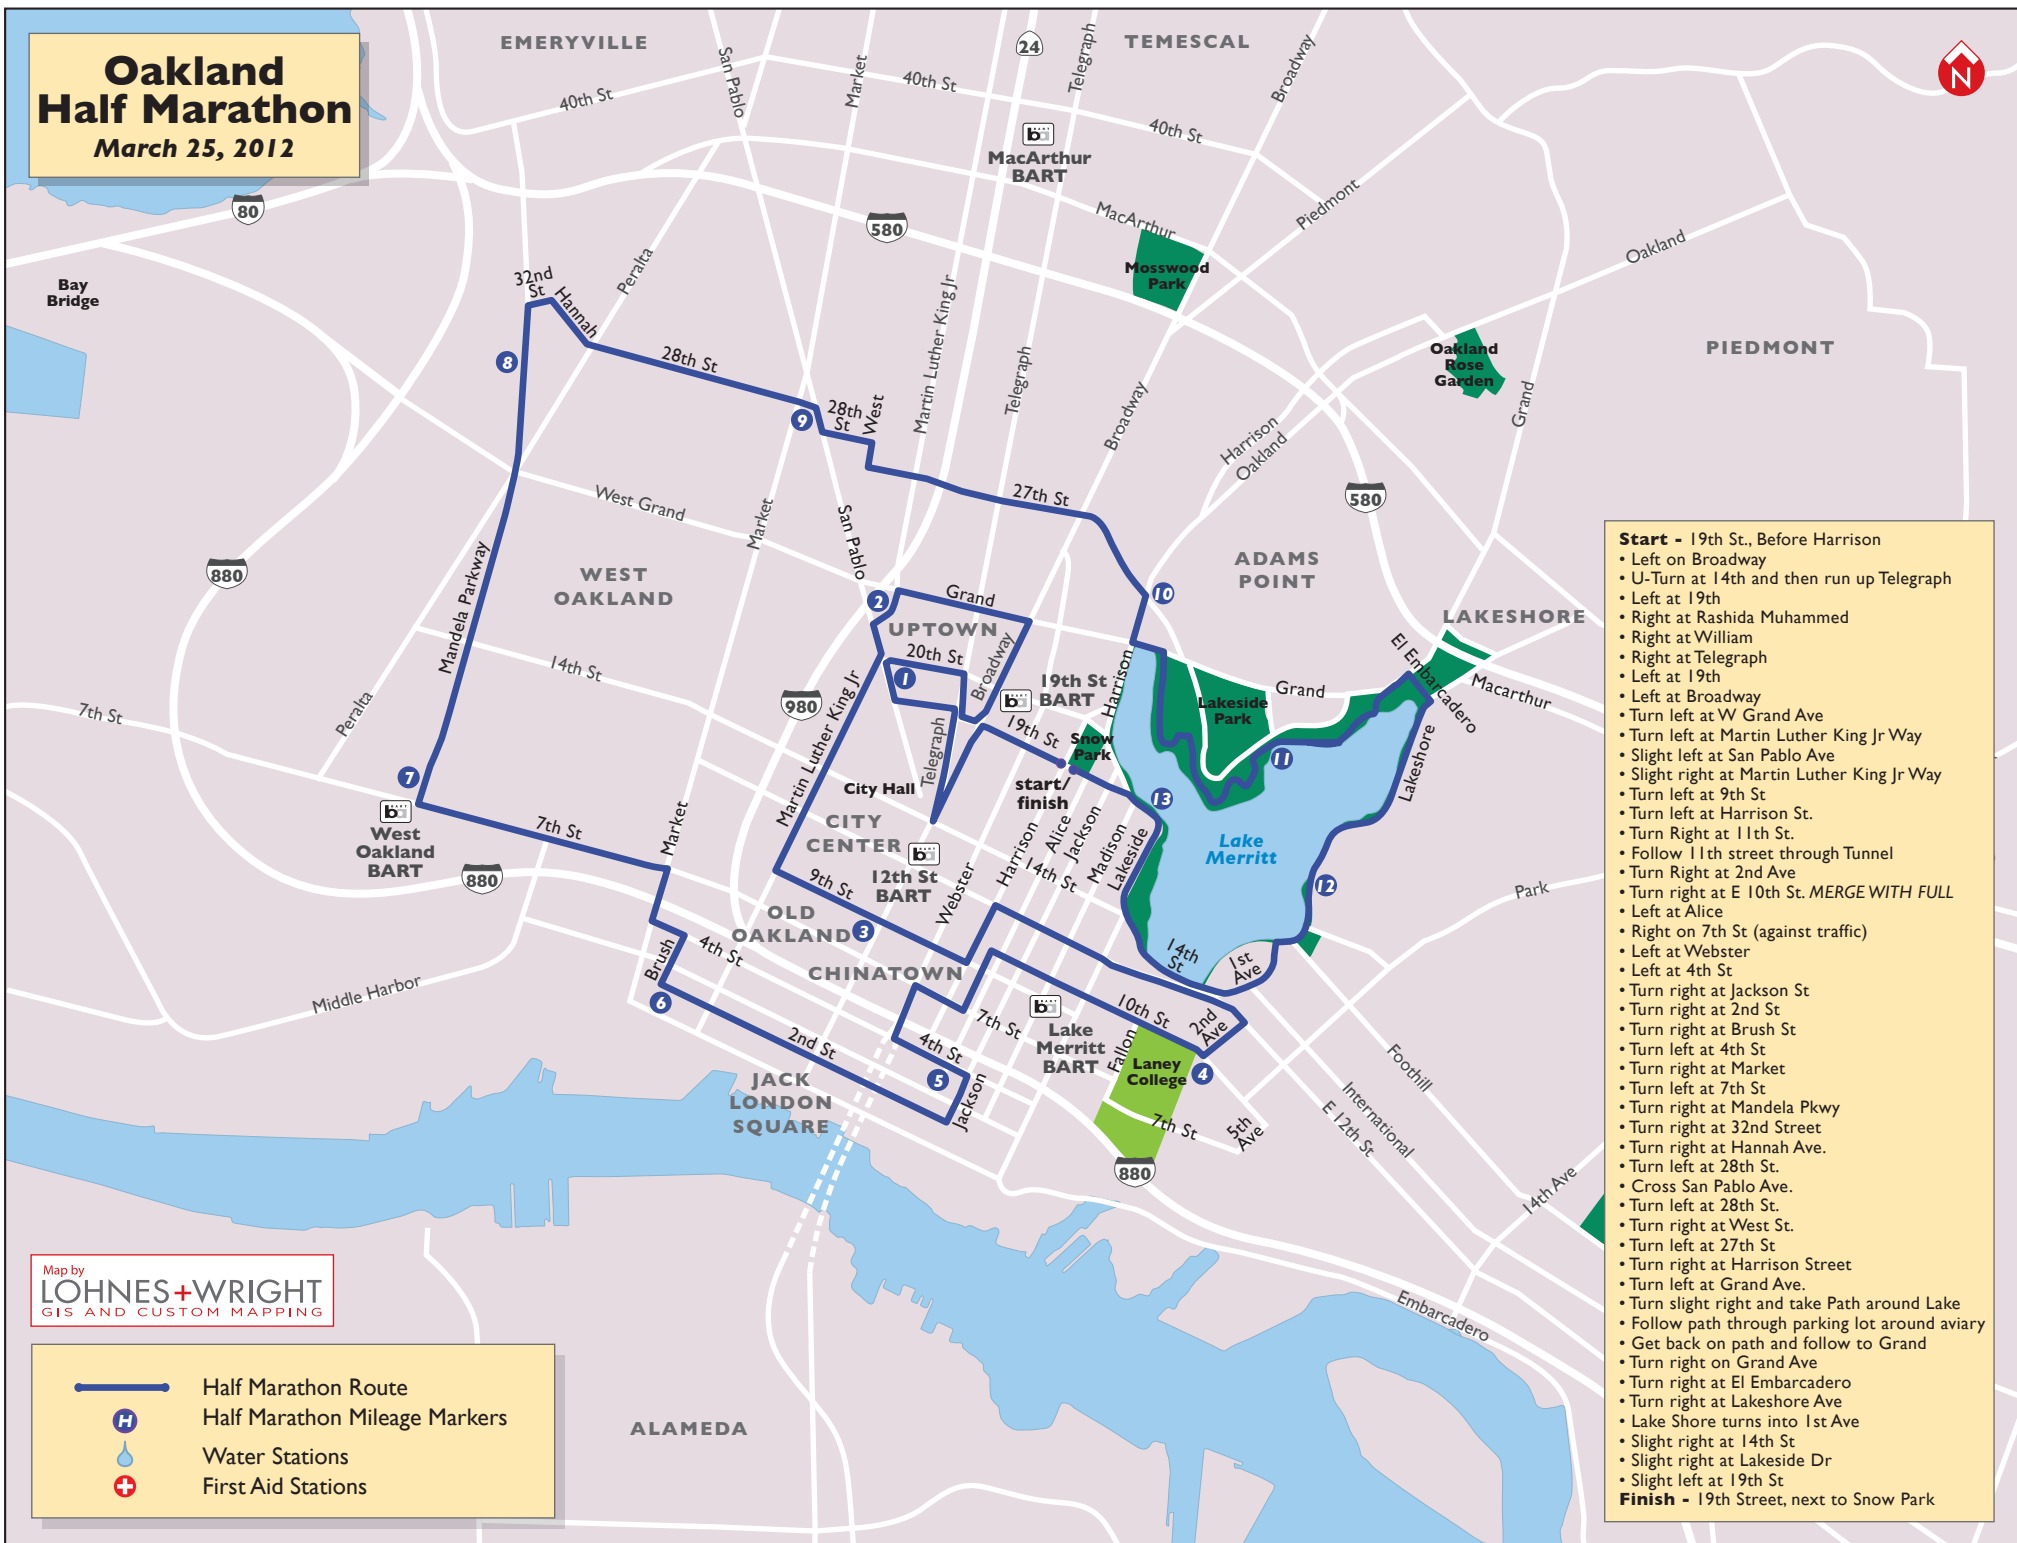 Oakland
Half Marathon
March 25, 2012
EMERYVILLE
TEMESCAL
24
San Pablo
Market
Telegraph
Broadway
N
40th St
40th St
40th St
MacArthur
BART
80
580
MacArthur
Piedmont
Oakland
Bay
Bridge
Mosswood
Park
32nd
St
Hannah
Peralta
Martin Luther King Jr
Telegraph
Broadway
Oakland
Rose
Garden
PIEDMONT
Grand
8
28th St
9
28th
St
West
Harrison
Oakland
27th St
580
West Grand
Market
San Pablo
880
WEST
OAKLAND
Mandela Parkway
ADAMS
POINT
10
2
Grand
UPTOWN
LAKESHORE
El Embarcadero
Macarthur
14th St
20th St
1
Broadway
19th St
BART
Harrison
Grand
Lakeside
Park
7th St
Peralta
980
Martin Luther King Jr
Telegraph
19th St
Snow
Park
11
Lakeshore
7
City Hall
start/
finish
13
West
Oakland
BART
7th St
Market
CITY
CENTER
12th St
BART
Harrison
Alice
Jackson
Madison
Lakeside
14th St
Lake
Merritt
880
9th St
Webster
12
Park
OLD
OAKLAND
3
4th St
Brush
CHINATOWN
14th
St
1st
Ave
Middle Harbor
6
2nd St
7th St
10th St
2nd
Ave
Lake
Merritt
BART
Fallon
Laney
College
4
4th St
5
Jackson
JACK
LONDON
SQUARE
7th St
5th
Ave
880
Foothill
International
E 12th St
14th Ave
Embarcadero
ALAMEDA
Map by
LOHNES+WRIGHT
GIS AND CUSTOM MAPPING
Half Marathon Route
H Half Marathon Mileage Markers
Water Stations
First Aid Stations
Start - 19th St., Before Harrison
• Left on Broadway
• U-Turn at 14th and then run up Telegraph
• Left at 19th
• Right at Rashida Muhammed
• Right at William
• Right at Telegraph
• Left at 19th
• Left at Broadway
• Turn left at W Grand Ave
• Turn left at Martin Luther King Jr Way
• Slight left at San Pablo Ave
• Slight right at Martin Luther King Jr Way
• Turn left at 9th St
• Turn left at Harrison St.
• Turn Right at 11th St.
• Follow 11th street through Tunnel
• Turn Right at 2nd Ave
• Turn right at E 10th St. MERGE WITH FULL
• Left at Alice
• Right on 7th St (against traffic)
• Left at Webster
• Left at 4th St
• Turn right at Jackson St
• Turn right at 2nd St
• Turn right at Brush St
• Turn left at 4th St
• Turn right at Market
• Turn left at 7th St
• Turn right at Mandela Pkwy
• Turn right at 32nd Street
• Turn right at Hannah Ave.
• Turn left at 28th St.
• Cross San Pablo Ave.
• Turn left at 28th St.
• Turn right at West St.
• Turn left at 27th St
• Turn right at Harrison Street
• Turn left at Grand Ave.
• Turn slight right and take Path around Lake
• Follow path through parking lot around aviary
• Get back on path and follow to Grand
• Turn right on Grand Ave
• Turn right at El Embarcadero
• Turn right at Lakeshore Ave
• Lake Shore turns into 1st Ave
• Slight right at 14th St
• Slight right at Lakeside Dr
• Slight left at 19th St
Finish - 19th Street, next to Snow Park